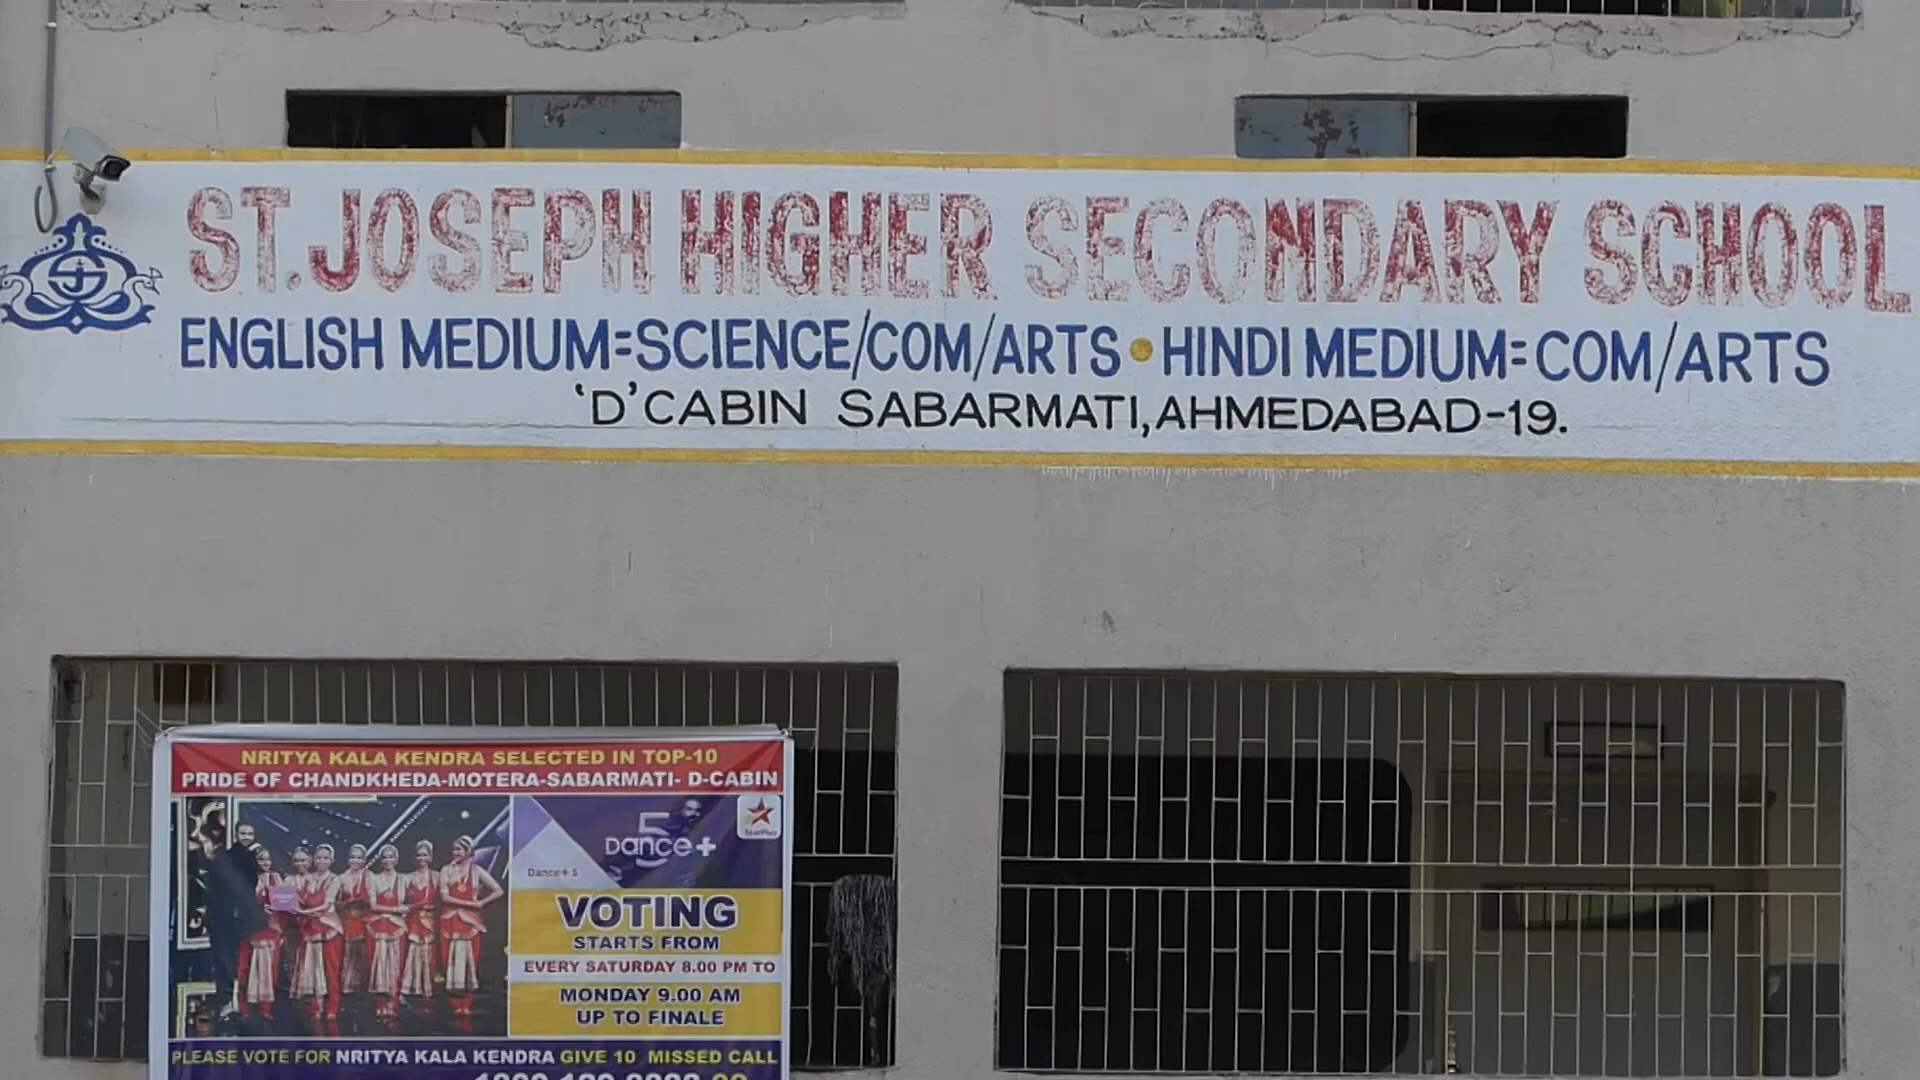 ST. JOSEPH HIGHER SECONDARY SCHOOL
ENGLISH MEDIUM=SCIENCE/COM/ARTS • HINDI MEDIUM=COM/ARTS
'D' CABIN SABARMATI, AHMEDABAD-19.
NRITYA KALA KENDRA SELECTED IN TOP-10
PRIDE OF CHANDKHEDA-MOTERA-SABARMATI- D-CABIN
5
Dance+
StarPlus
Dance+ 5
VOTING
STARTS FROM
EVERY SATURDAY 8.00 PM TO
MONDAY 9.00 AM
UP TO FINALE
PLEASE VOTE FOR NRITYA KALA KENDRA GIVE 10 MISSED CALL